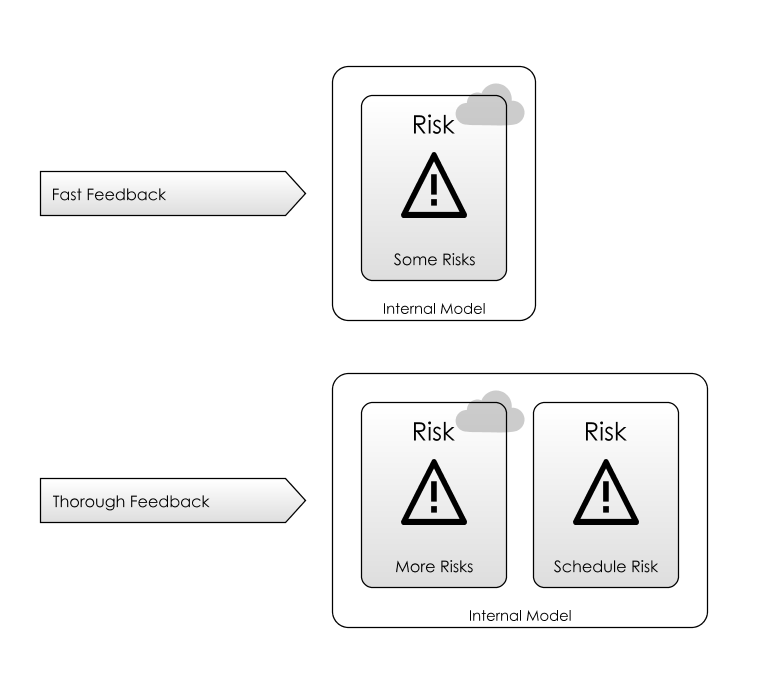 Risk
Fast Feedback
Some Risks
Internal Model
Risk
Risk
Thorough Feedback
More Risks
Schedule Risk
Internal Model